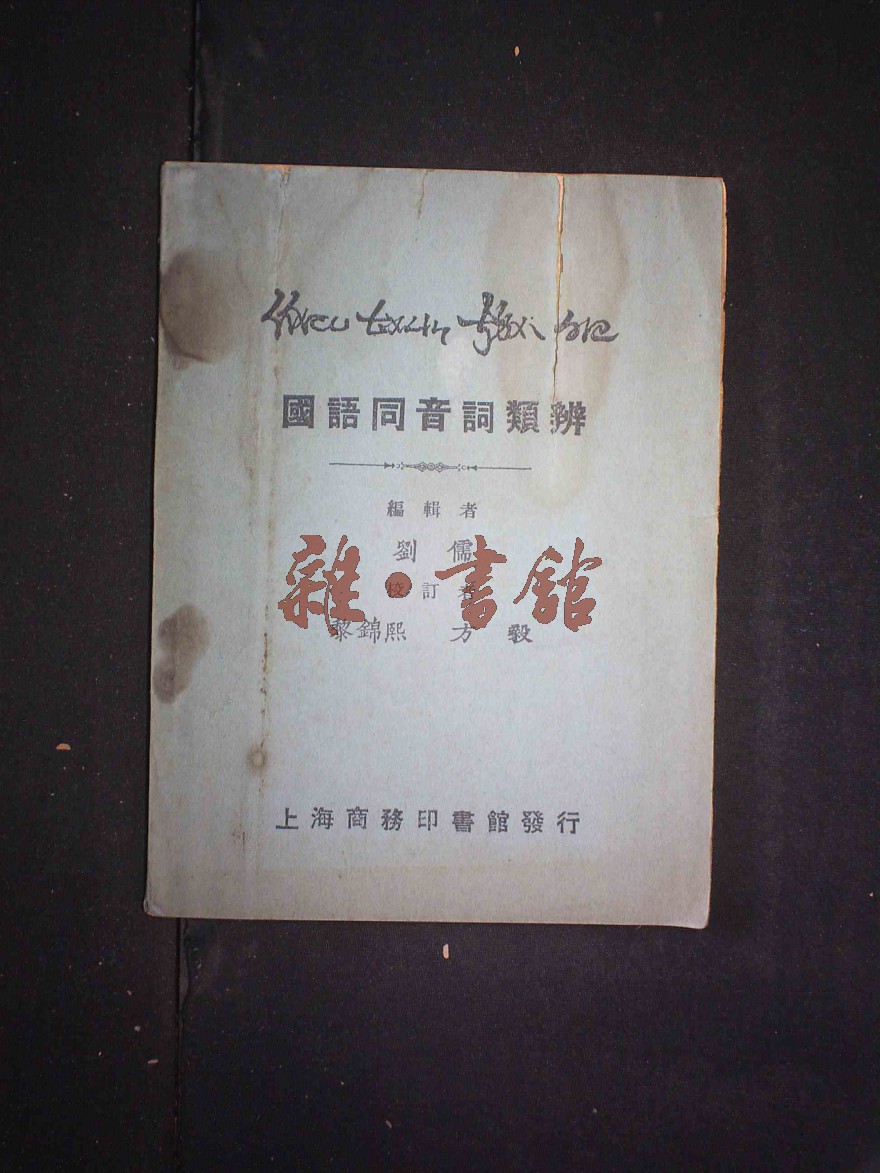 國語同音詞類辨
編輯者
劉儒
校訂者
黎錦熙 方毅
雜·書館
上海商務印書館發行